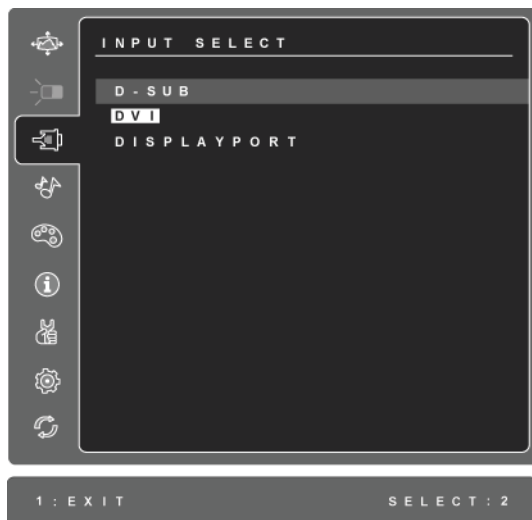 INPUT SELECT
D-SUB
DVI
DISPLAYPORT
1:EXIT SELECT:2